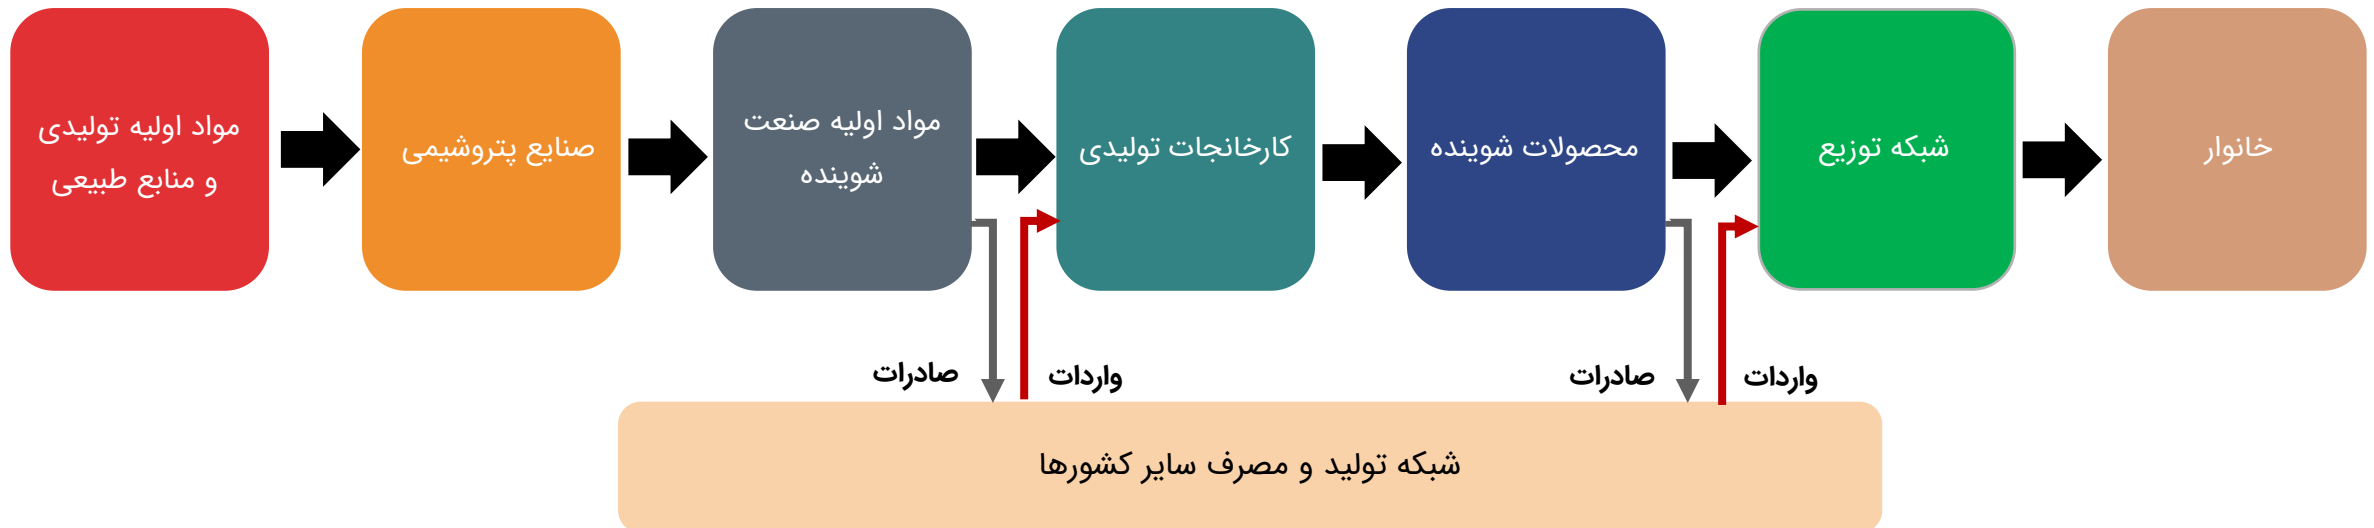 مواد اولیه تولیدی
و منابع طبیعی
صنایع پتروشیمی
مواد اولیه صنعت
شوینده
کارخانجات تولیدی
محصولات شوینده
شبکه توزیع
خانوار
صادرات
واردات
صادرات
واردات
شبکه تولید و مصرف سایر کشورها